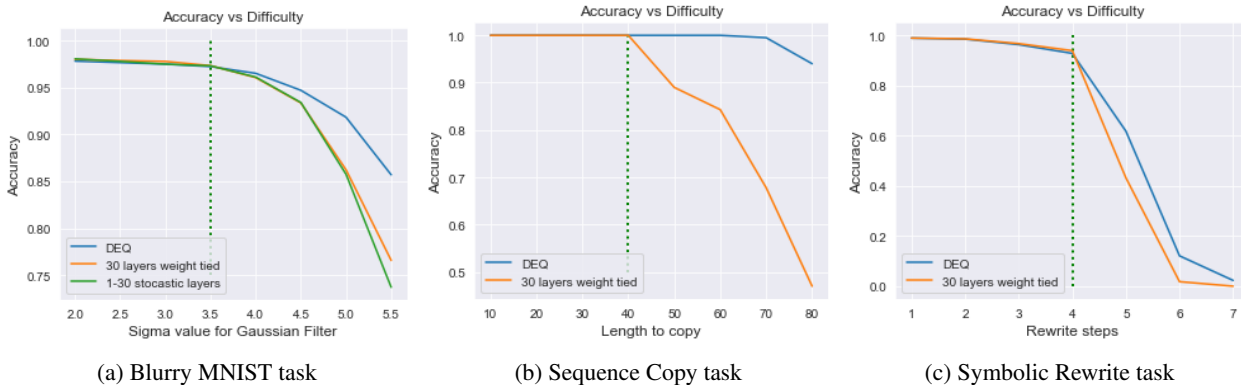 Accuracy vs Difficulty
1.00
0.95
0.90
0.85
0.80
0.75
Accuracy
DEQ
30 layers weight tied
1-30 stocastic layers
2.0 2.5 3.0 3.5 4.0 4.5 5.0 5.5
Sigma value for Gaussian Filter
(a) Blurry MNIST task
Accuracy vs Difficulty
1.0
0.9
0.8
0.7
0.6
0.5
Accuracy
DEQ
30 layers weight tied
10 20 30 40 50 60 70 80
Length to copy
(b) Sequence Copy task
Accuracy vs Difficulty
1.0
0.8
0.6
0.4
0.2
0.0
Accuracy
DEQ
30 layers weight tied
1 2 3 4 5 6 7
Rewrite steps
(c) Symbolic Rewrite task